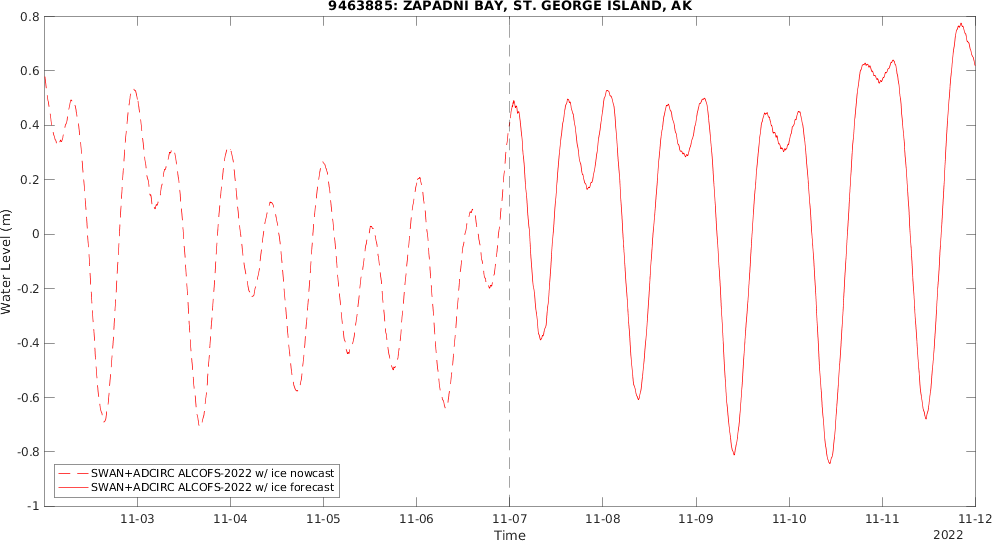 9463885: ZAPADNI BAY, ST. GEORGE ISLAND, AK
0.8
0.6
0.4
0.2
0
-0.2
-0.4
-0.6
-0.8
-1
Water Level (m)
SWAN+ADCIRC ALCOFS-2022 w/ ice nowcast
SWAN+ADCIRC ALCOFS-2022 w/ ice forecast
11-03 11-04 11-05 11-06 11-07 11-08 11-09 11-10 11-11 11-12
Time
2022